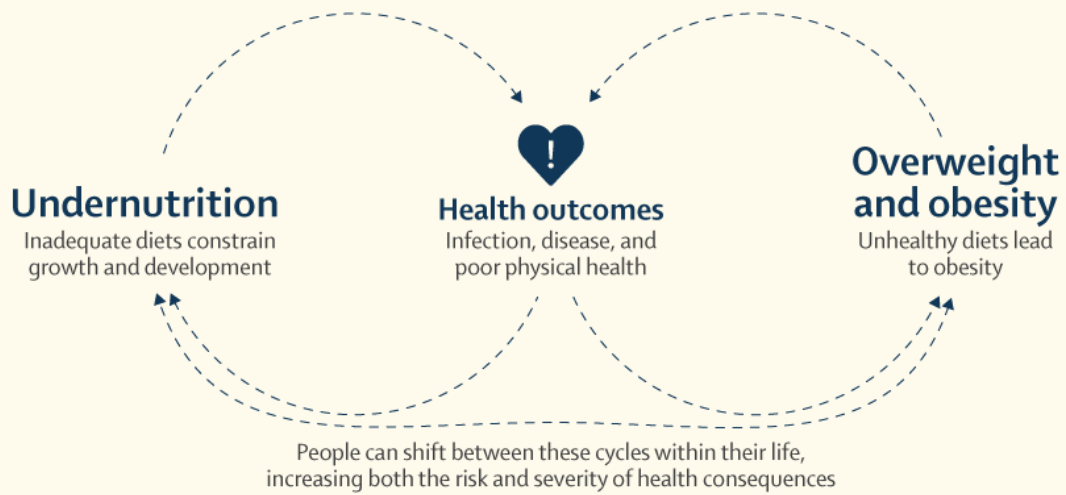 Undernutrition
Inadequate diets constrain
growth and development
!
Health outcomes
Infection, disease, and
poor physical health
Overweight
and obesity
Unhealthy diets lead
to obesity
People can shift between these cycles within their life,
increasing both the risk and severity of health consequences